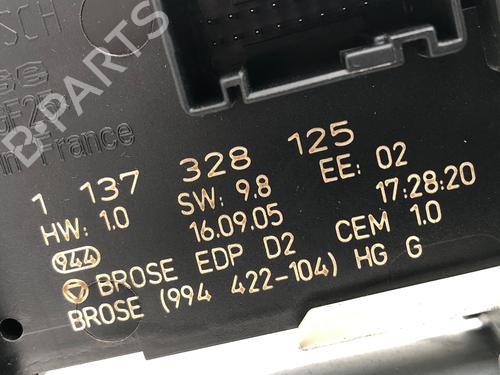 B-PARTS
in France
1 137 328 125
HW: 1.0 SW: 9.8 EE: 02
16.09.05 17:28:20
944
BROSE EDP D2 CEM 1.0
BROSE (994 422-104) HG G